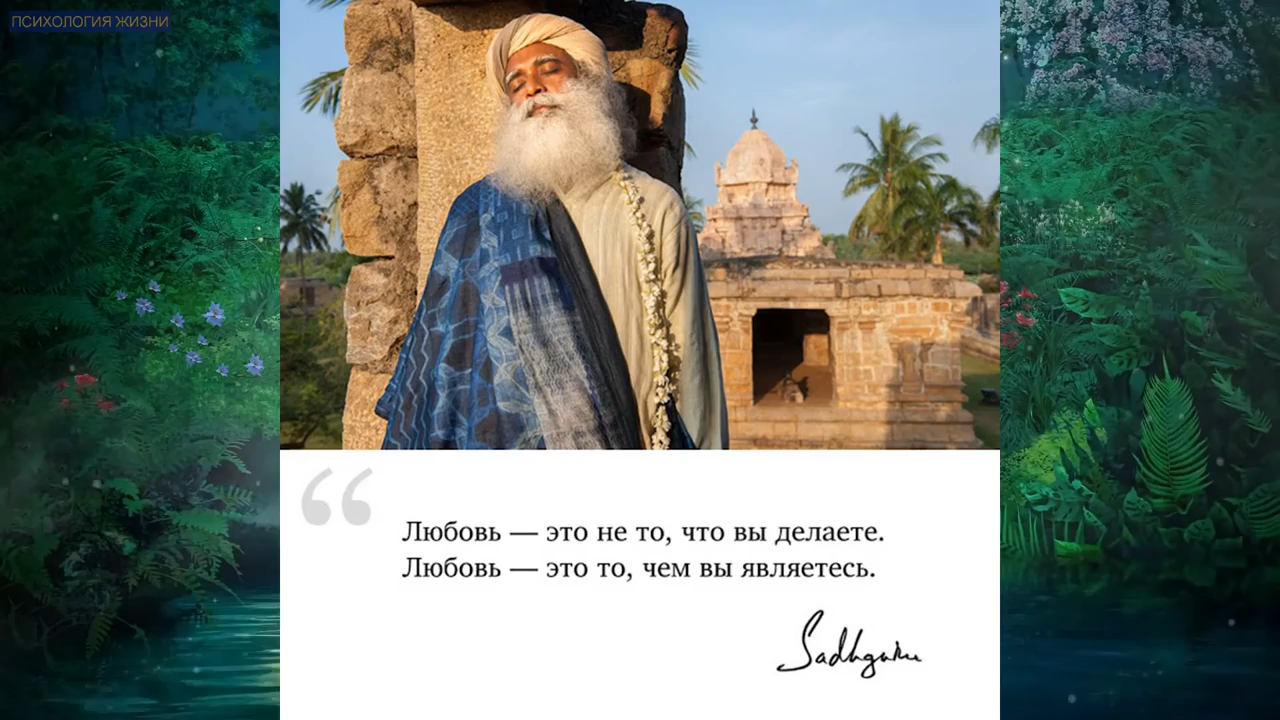 ПСИХОЛОГИЯ ЖИЗНИ
Любовь — это не то, что вы делаете.
Любовь — это то, чем вы являетесь.
Sadhguru